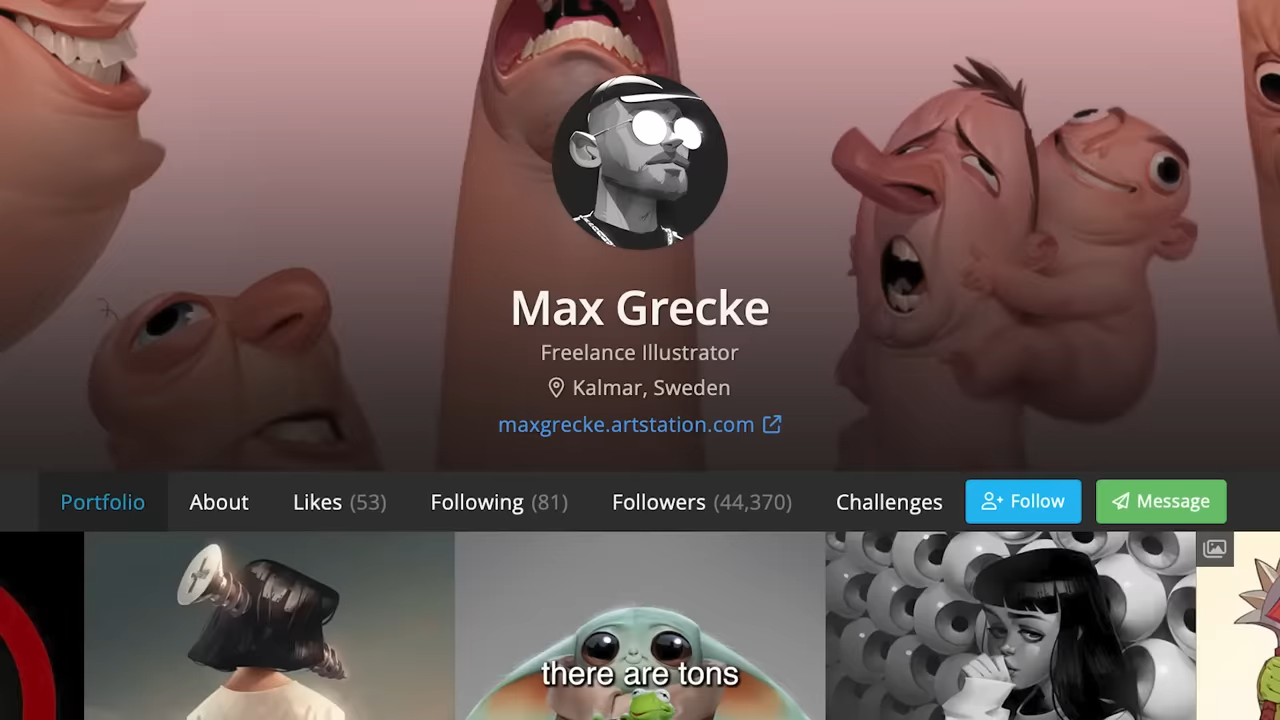 Max Grecke
Freelance Illustrator
Kalmar, Sweden
maxgrecke.artstation.com
Portfolio About Likes (53) Following (81) Followers (44,370) Challenges Follow Message
there are tons